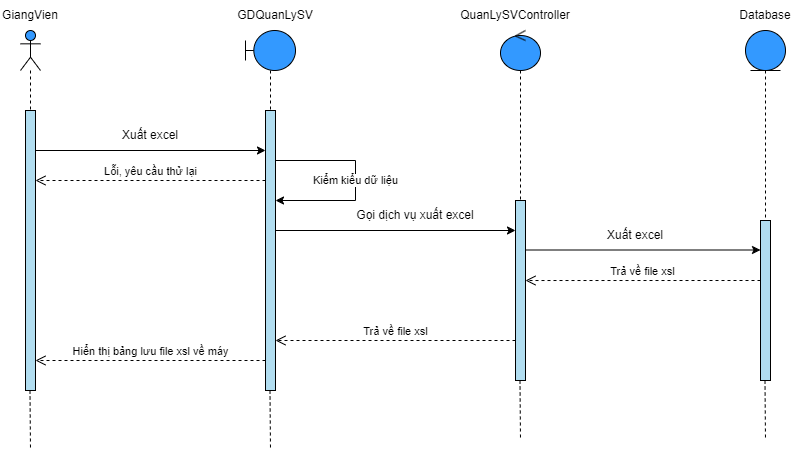 GiangVien
GDQuanLySV
QuanLySVController
Database
Xuất excel
Lỗi, yêu cầu thử lại
Kiểm kiểu dữ liệu
Gọi dịch vụ xuất excel
Xuất excel
Trả về file xsl
Trả về file xsl
Hiển thị bảng lưu file xsl về máy